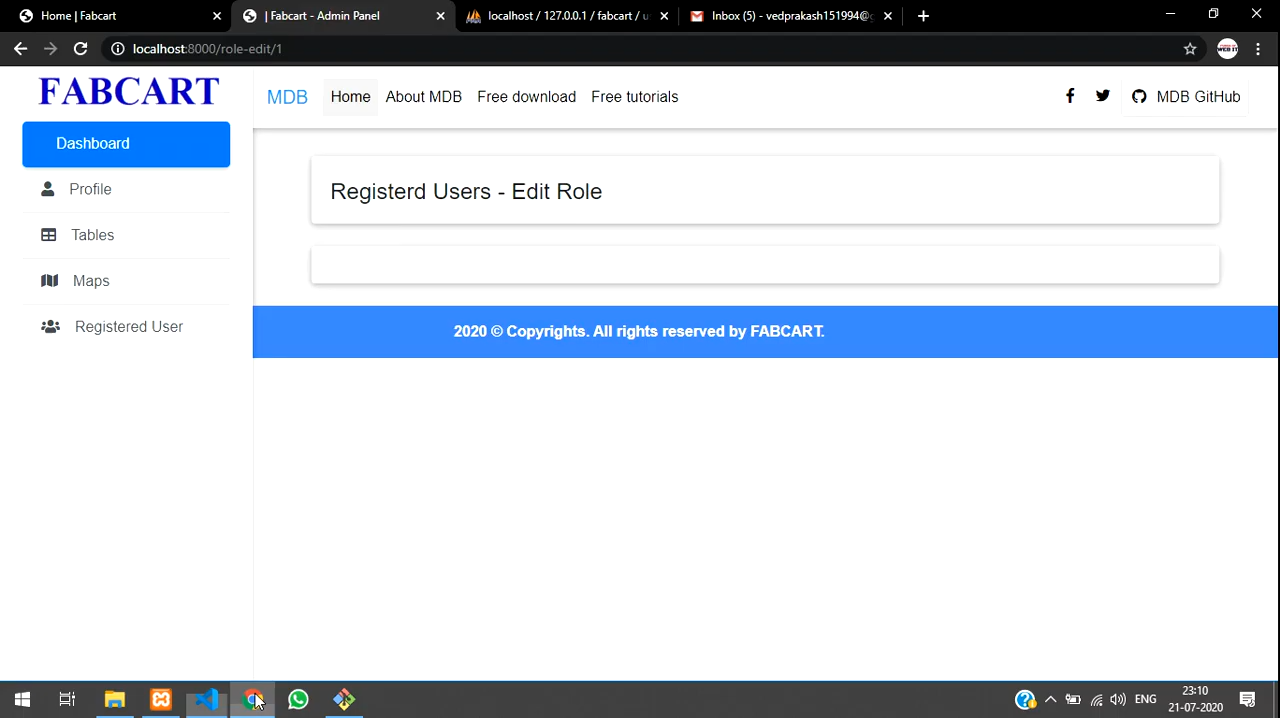 Home | Fabcart
| Fabcart - Admin Panel
localhost / 127.0.0.1 / fabcart / u
Inbox (5) - vedprakash151994@
localhost:8000/role-edit/1
FABCART
MDB
Home
About MDB
Free download
Free tutorials
MDB GitHub
Dashboard
Profile
Tables
Maps
Registered User
Registerd Users - Edit Role
2020 © Copyrights. All rights reserved by FABCART.
ENG
23:10
21-07-2020